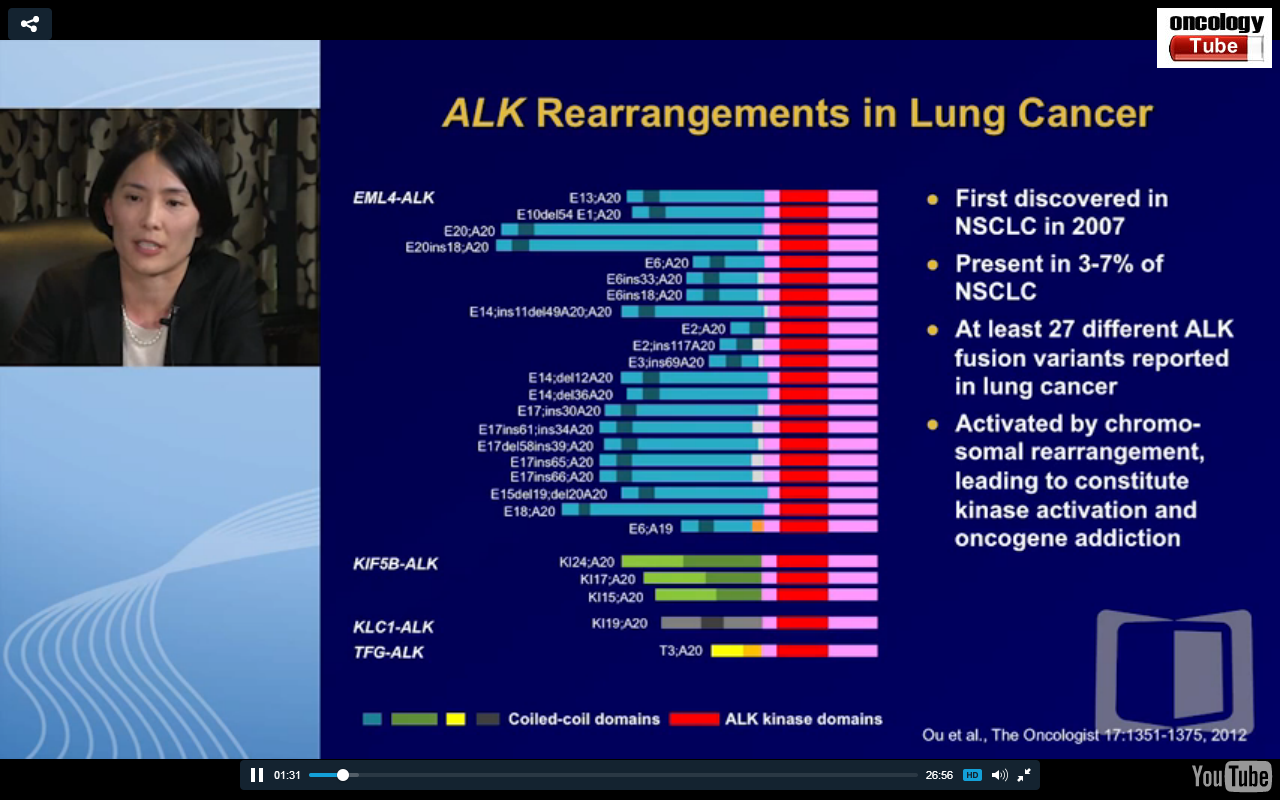 oncology
Tube
ALK Rearrangements in Lung Cancer
EML4-ALK
E13;A20
E10del54 E1;A20
E20;A20
E20ins18;A20
E6;A20
E6ins33;A20
E6ins18;A20
E14;ins11del49A20;A20
E2;A20
E2;ins117A20
E3;ins69A20
E14;del12A20
E14;del36A20
E17;ins30A20
E17ins61;ins34A20
E17del58ins39;A20
E17ins65;A20
E17ins66;A20
E15del19;del20A20
E18;A20
E6;A19
KIF5B-ALK
KI24;A20
KI17;A20
KI15;A20
KLC1-ALK
KI19;A20
TFG-ALK
T3;A20
Coiled-coil domains
ALK kinase domains
• First discovered in
NSCLC in 2007
• Present in 3-7% of
NSCLC
• At least 27 different ALK
fusion variants reported
in lung cancer
• Activated by chromo-
somal rearrangement,
leading to constitute
kinase activation and
oncogene addiction
Ou et al., The Oncologist 17:1351-1375, 2012
01:31
26:56
HD
YouTube